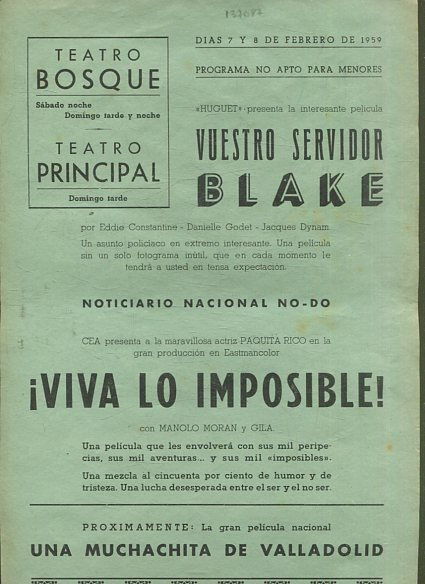 137087
TEATRO
BOSQUE
Sábado noche
Domingo tarde y noche
TEATRO
PRINCIPAL
Domingo tarde
DIAS 7 Y 8 DE FEBRERO DE 1959
PROGRAMA NO APTO PARA MENORES
«HUGUET» presenta la interesante película
VUESTRO SERVIDOR
BLAKE
por Eddie Constantine - Danielle Godet - Jacques Dynam.
Un asunto policíaco en extremo interesante. Una película
sin un solo fotograma inútil, que en cada momento le
tendrá a usted en tensa expectación.
NOTICIARIO NACIONAL NO-DO
CEA presenta a la maravillosa actriz PAQUITA RICO en la
gran producción en Eastmancolor
¡VIVA LO IMPOSIBLE!
con MANOLO MORAN y GILA.
Una película que les envolverá con sus mil peripe-
cias, sus mil aventuras... y sus mil «imposibles».
Una mezcla al cincuenta por ciento de humor y de
tristeza. Una lucha desesperada entre el ser y el no ser.
PROXIMAMENTE: La gran película nacional
UNA MUCHACHITA DE VALLADOLID